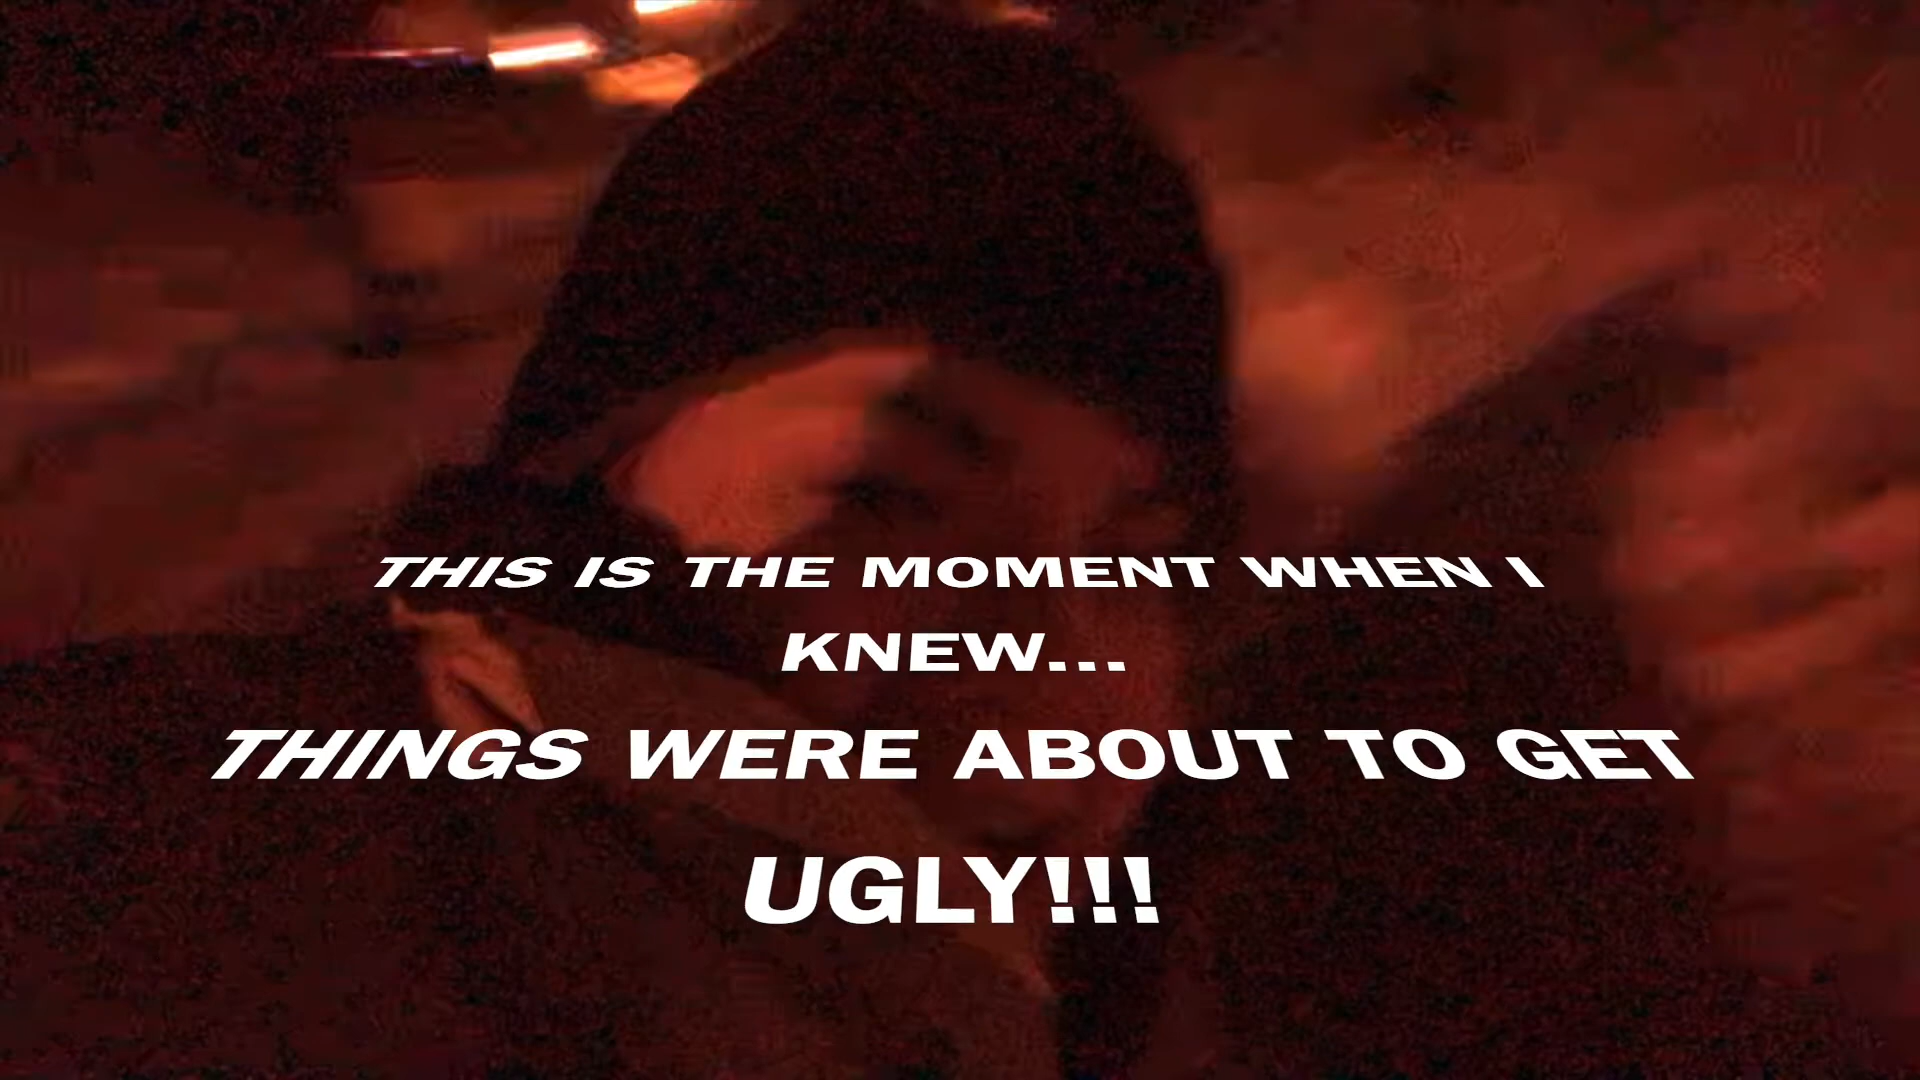 THIS IS THE MOMENT WHEN I
KNEW...
THINGS WERE ABOUT TO GET
UGLY!!!